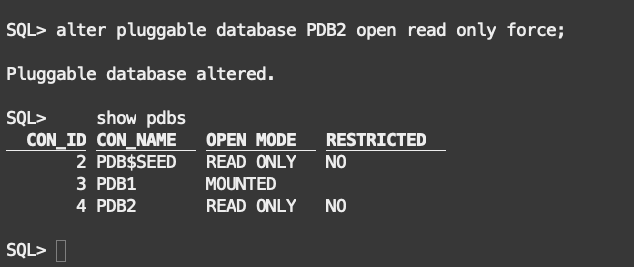 SQL> alter pluggable database PDB2 open read only force;
Pluggable database altered.
SQL>     show pdbs
  CON_ID CON_NAME   OPEN MODE   RESTRICTED
       2 PDB$SEED   READ ONLY   NO
       3 PDB1       MOUNTED
       4 PDB2       READ ONLY   NO
SQL>